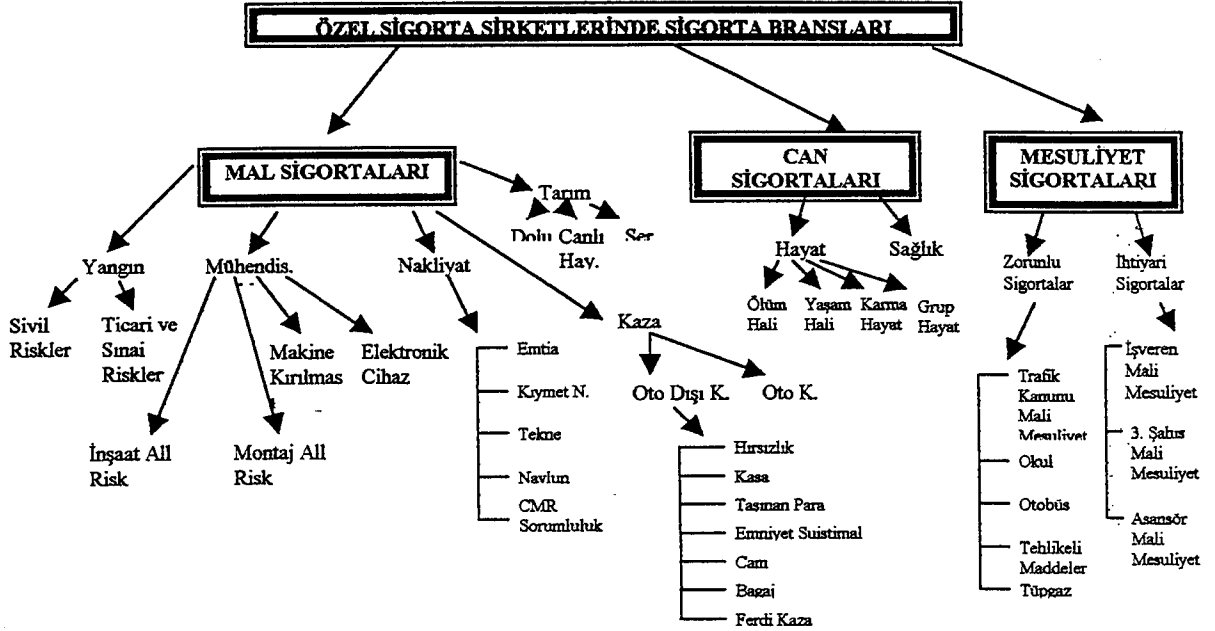 ÖZEL SİGORTA SİRKETLERİNDE SİGORTA BRANSLARI
MAL SİGORTALARI
CAN
SİGORTALARI
MESULİYET
SİGORTALARI
Tarım
Dolu
Canlı
Hay.
Ser
Yangın
Mühendis.
Nakliyat
Sivil
Riskler
Ticari ve
Sınai
Riskler
Makine
Kırılmas
Elektronik
Cihaz
İnşaat All
Risk
Montaj All
Risk
Emtia
Kıymet N.
Tekne
Navlun
CMR
Sorumluluk
Kaza
Oto Dışı K.
Oto K.
Hırsızlık
Kasa
Taşınan Para
Emniyet Suistimal
Cam
Bagaj
Ferdi Kaza
Hayat
Sağlık
Ölüm
Hali
Yaşam
Hali
Karma
Hayat
Grup
Hayat
Zorunlu
Sigortalar
İhtiyari
Sigortalar
Trafik
Kanunu
Mali
Mesuliyet
Okul
Otobüs
Tehlikeli
Maddeler
Tüpgaz
İşveren
Mali
Mesuliyet
3. Şahıs
Mali
Mesuliyet
Asansör
Mali
Mesuliyet